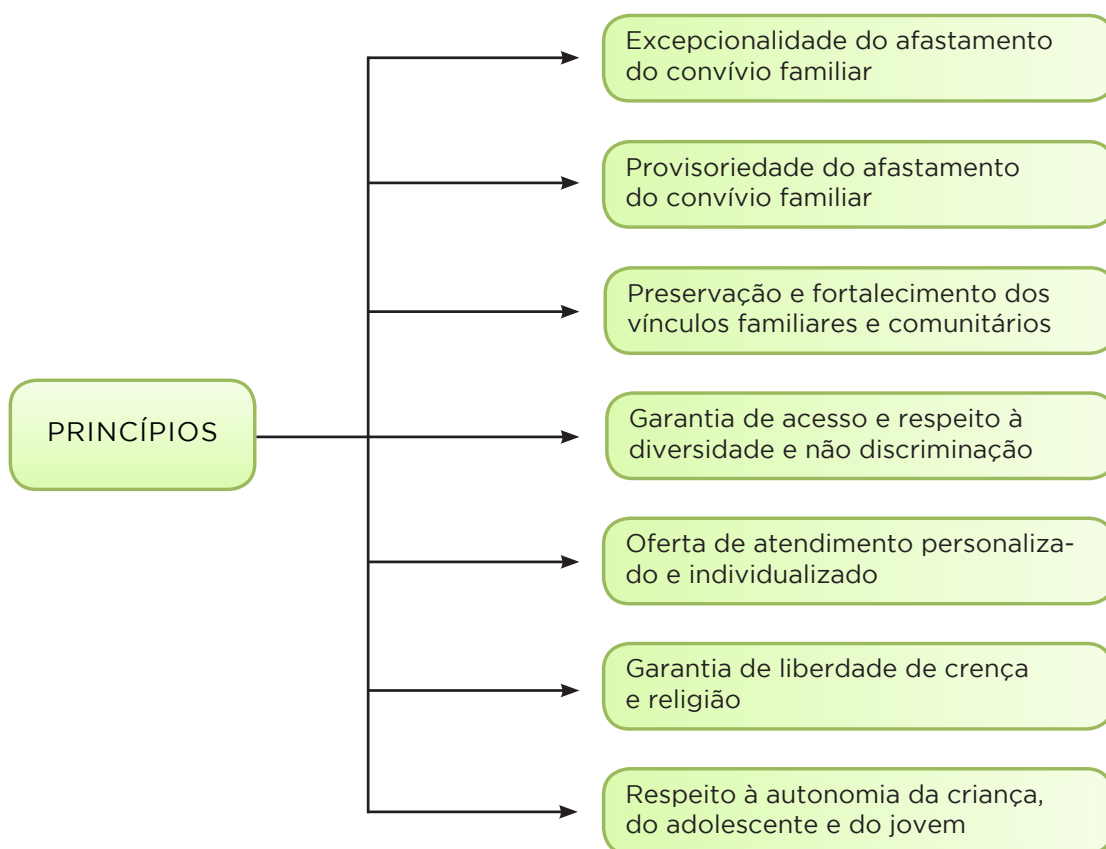 PRINCÍPIOS
Excepcionalidade do afastamento
do convívio familiar
Provisoriedade do afastamento
do convívio familiar
Preservação e fortalecimento dos
vínculos familiares e comunitários
Garantia de acesso e respeito à
diversidade e não discriminação
Oferta de atendimento personaliza-
do e individualizado
Garantia de liberdade de crença
e religião
Respeito à autonomia da criança,
do adolescente e do jovem